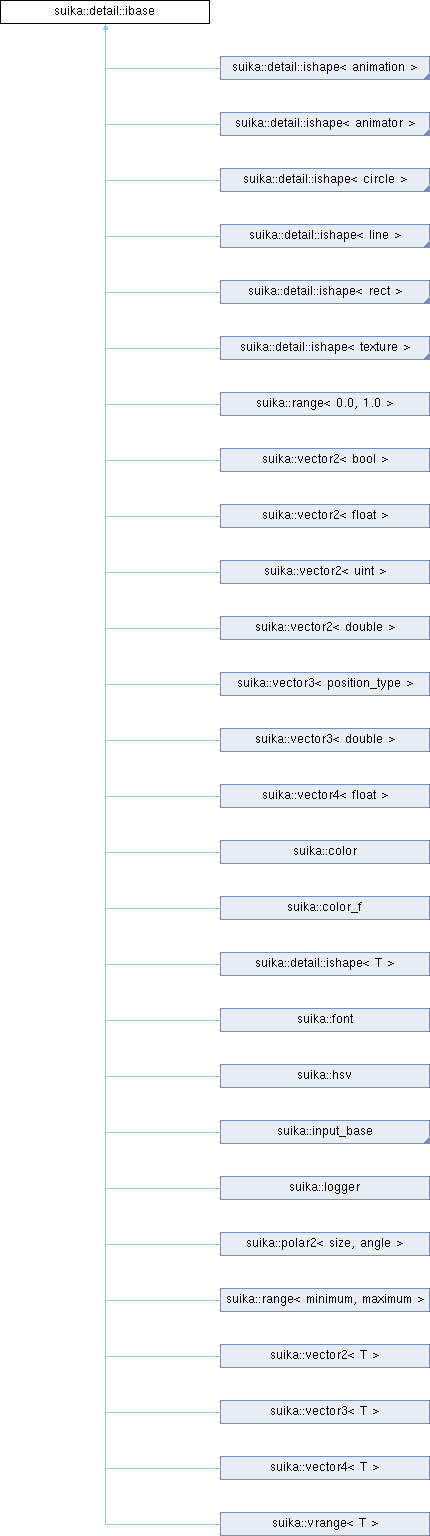 suika::detail::ibase
suika::detail::ishape< animation >
suika::detail::ishape< animator >
suika::detail::ishape< circle >
suika::detail::ishape< line >
suika::detail::ishape< rect >
suika::detail::ishape< texture >
suika::range< 0.0, 1.0 >
suika::vector2< bool >
suika::vector2< float >
suika::vector2< uint >
suika::vector2< double >
suika::vector3< position_type >
suika::vector3< double >
suika::vector4< float >
suika::color
suika::color_f
suika::detail::ishape< T >
suika::font
suika::hsv
suika::input_base
suika::logger
suika::polar2< size, angle >
suika::range< minimum, maximum >
suika::vector2< T >
suika::vector3< T >
suika::vector4< T >
suika::vrange< T >